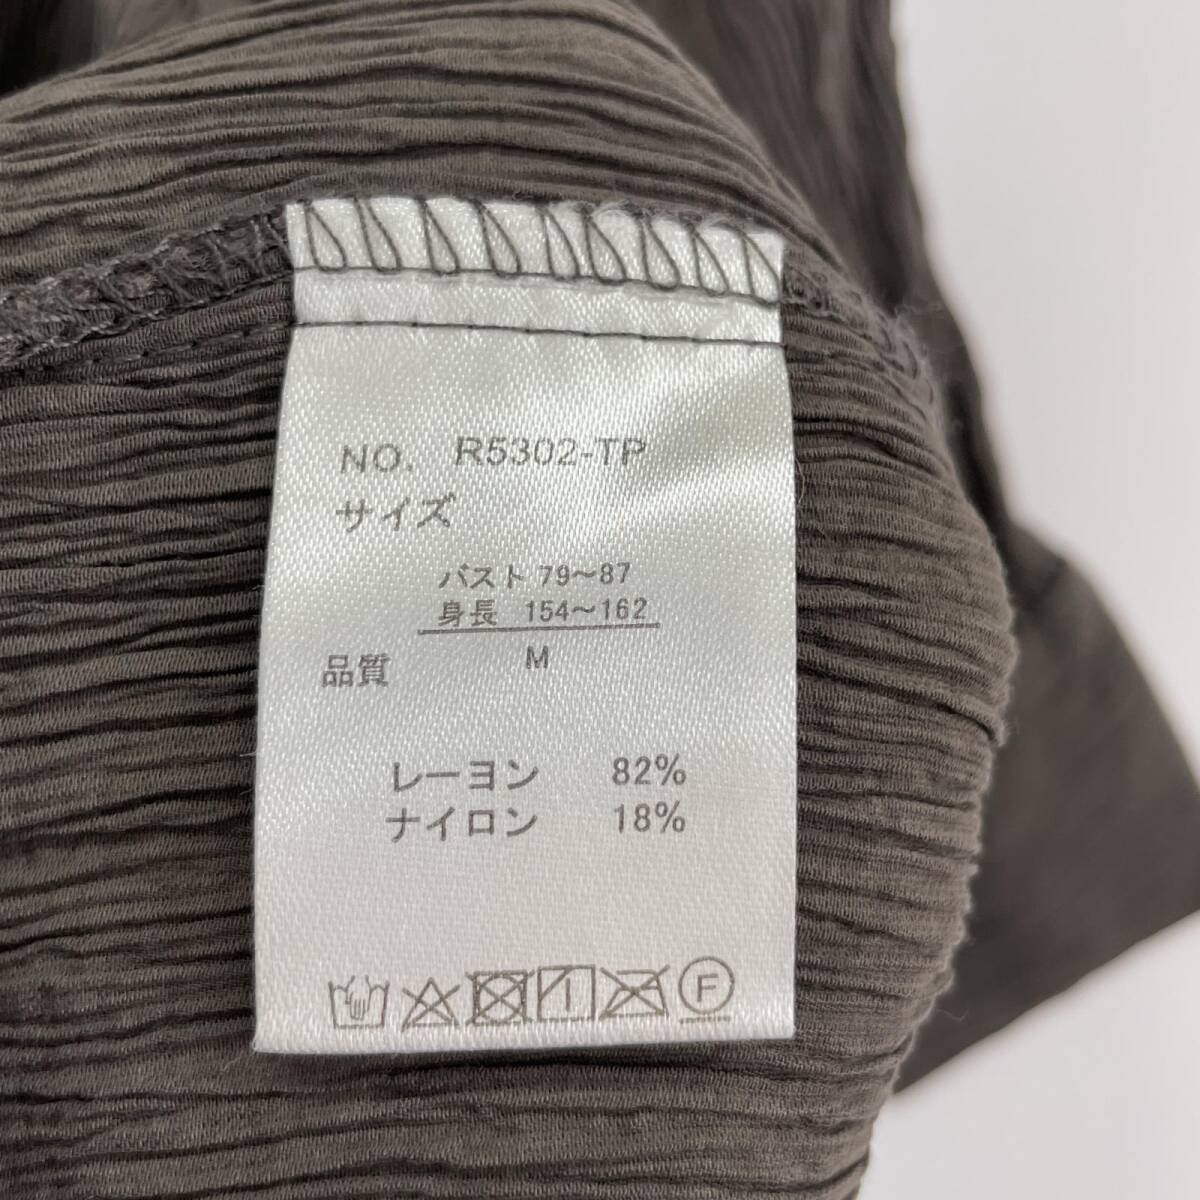 NO. R5302-TP
サイズ
バスト 79～87
身長 154～162
M
品質
レーヨン 82%
ナイロン 18%
F